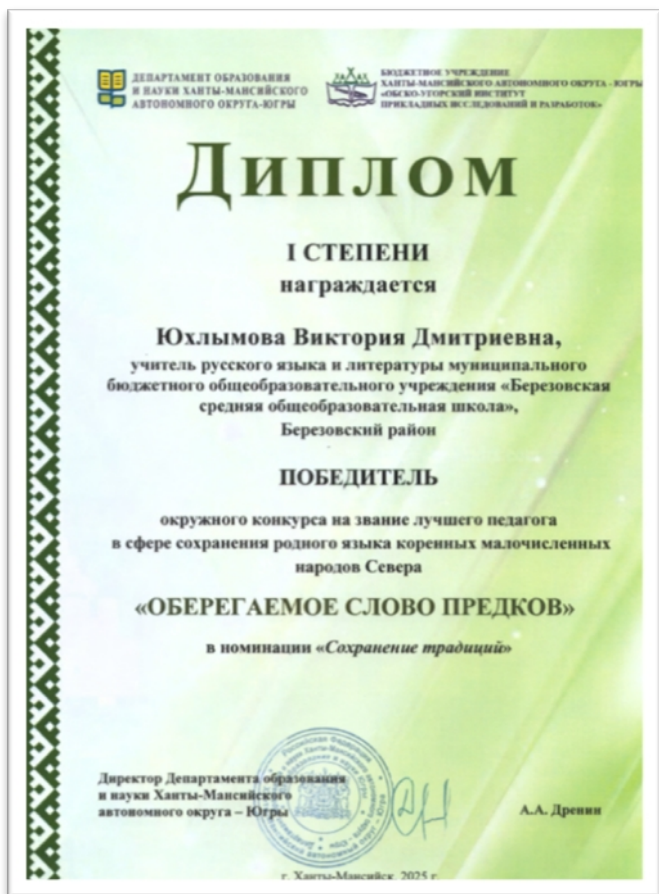 ДЕПАРТАМЕНТ ОБРАЗОВАНИЯ
И НАУКИ ХАНТЫ-МАНСИЙСКОГО
АВТОНОМНОГО ОКРУГА-ЮГРЫ
БЮДЖЕТНОЕ УЧРЕЖДЕНИЕ
ХАНТЫ-МАНСИЙСКОГО АВТОНОМНОГО ОКРУГА - ЮГРЫ
«ОБСКО-УГОРСКИЙ ИНСТИТУТ
ПРИКЛАДНЫХ ИССЛЕДОВАНИЙ И РАЗРАБОТОК»
ДИПЛОМ
I СТЕПЕНИ
награждается
Юхлымова Виктория Дмитриевна,
учитель русского языка и литературы муниципального
бюджетного общеобразовательного учреждения «Березовская
средняя общеобразовательная школа»,
Березовский район
ПОБЕДИТЕЛЬ
окружного конкурса на звание лучшего педагога
в сфере сохранения родного языка коренных малочисленных
народов Севера
«ОБЕРЕГАЕМОЕ СЛОВО ПРЕДКОВ»
в номинации «Сохранение традиций»
Российская Федерация
Директор Департамента образования
и науки Ханты-Мансийского
автономного округа – Югры
А.А. Дренин
г. Ханты-Мансийск, 2025 г.